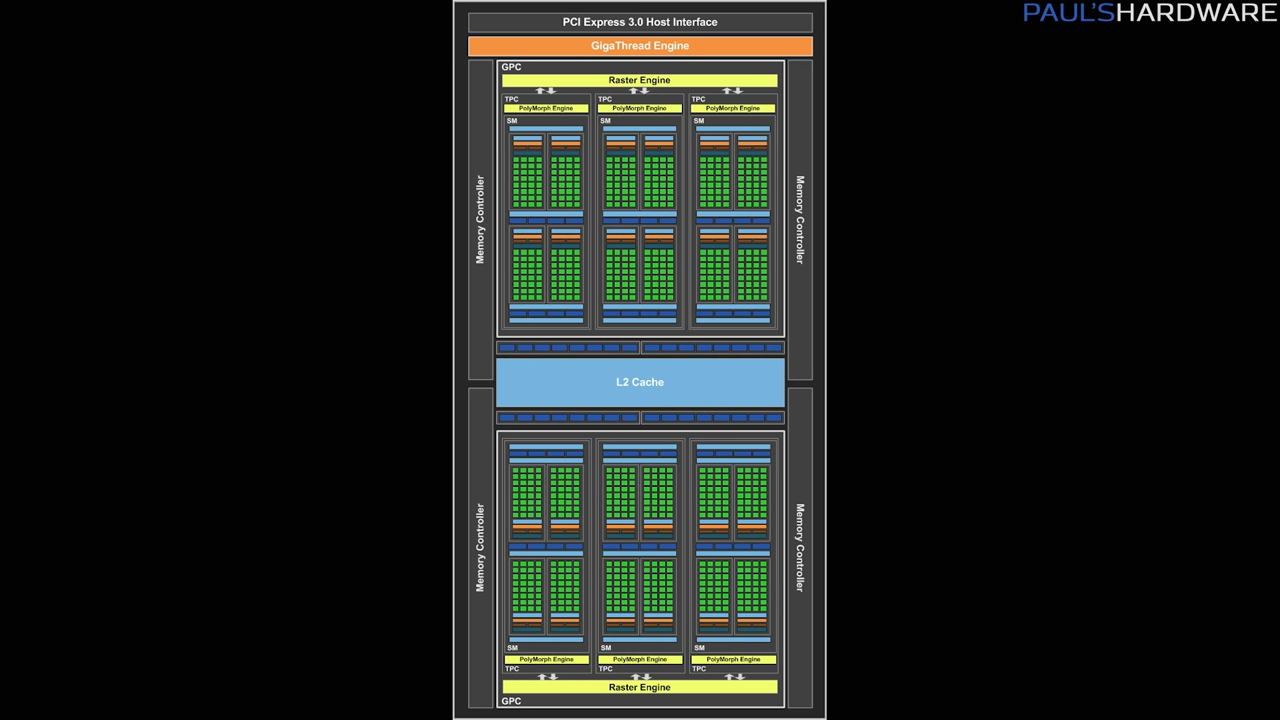 PAUL'SHARDWARE
PCI Express 3.0 Host Interface
GigaThread Engine
GPC
Raster Engine
TPC TPC TPC
PolyMorph Engine PolyMorph Engine PolyMorph Engine
SM SM SM
Memory Controller
Memory Controller
L2 Cache
Memory Controller
Memory Controller
SM SM SM
PolyMorph Engine PolyMorph Engine PolyMorph Engine
TPC TPC TPC
Raster Engine
GPC